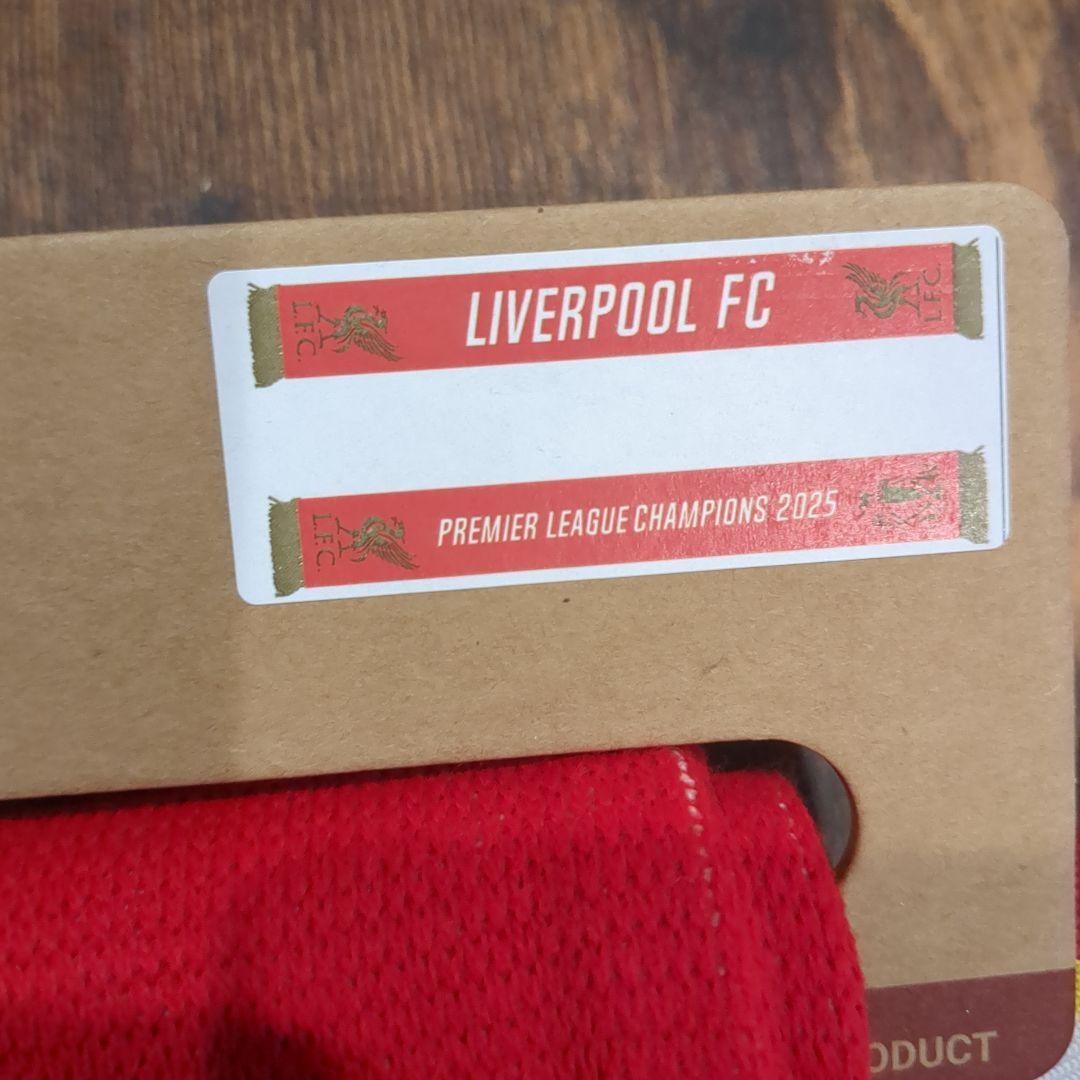 L.F.C.
LIVERPOOL FC
L.F.C.
L.F.C.
PREMIER LEAGUE CHAMPIONS 2025
ODUCT